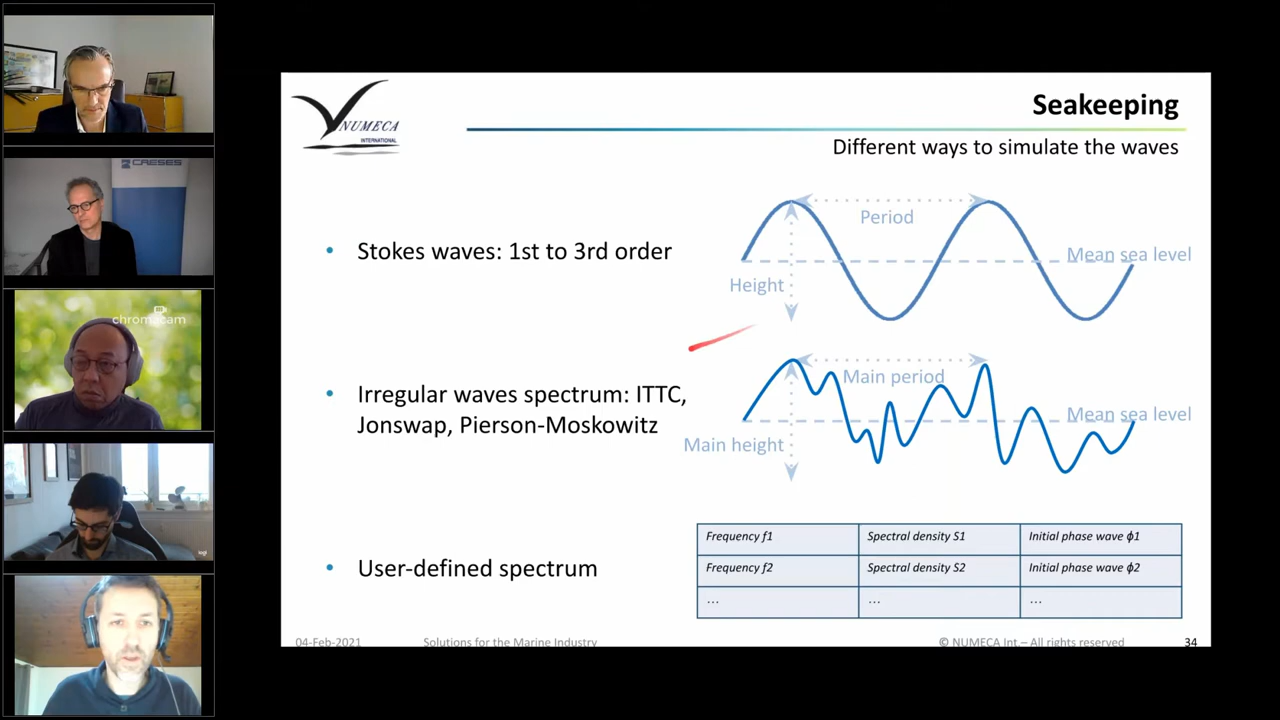 CAESES
chromacam
logi
NUMECA
INTERNATIONAL
Seakeeping
Different ways to simulate the waves
• Stokes waves: 1st to 3rd order
Period
Mean sea level
Height
• Irregular waves spectrum: ITTC,
Jonswap, Pierson-Moskowitz
Main period
Mean sea level
Main height
• User-defined spectrum
Frequency f1 Spectral density S1 Initial phase wave ϕ1
Frequency f2 Spectral density S2 Initial phase wave ϕ2
... ... ...
04-Feb-2021 Solutions for the Marine Industry © NUMECA Int.– All rights reserved 34